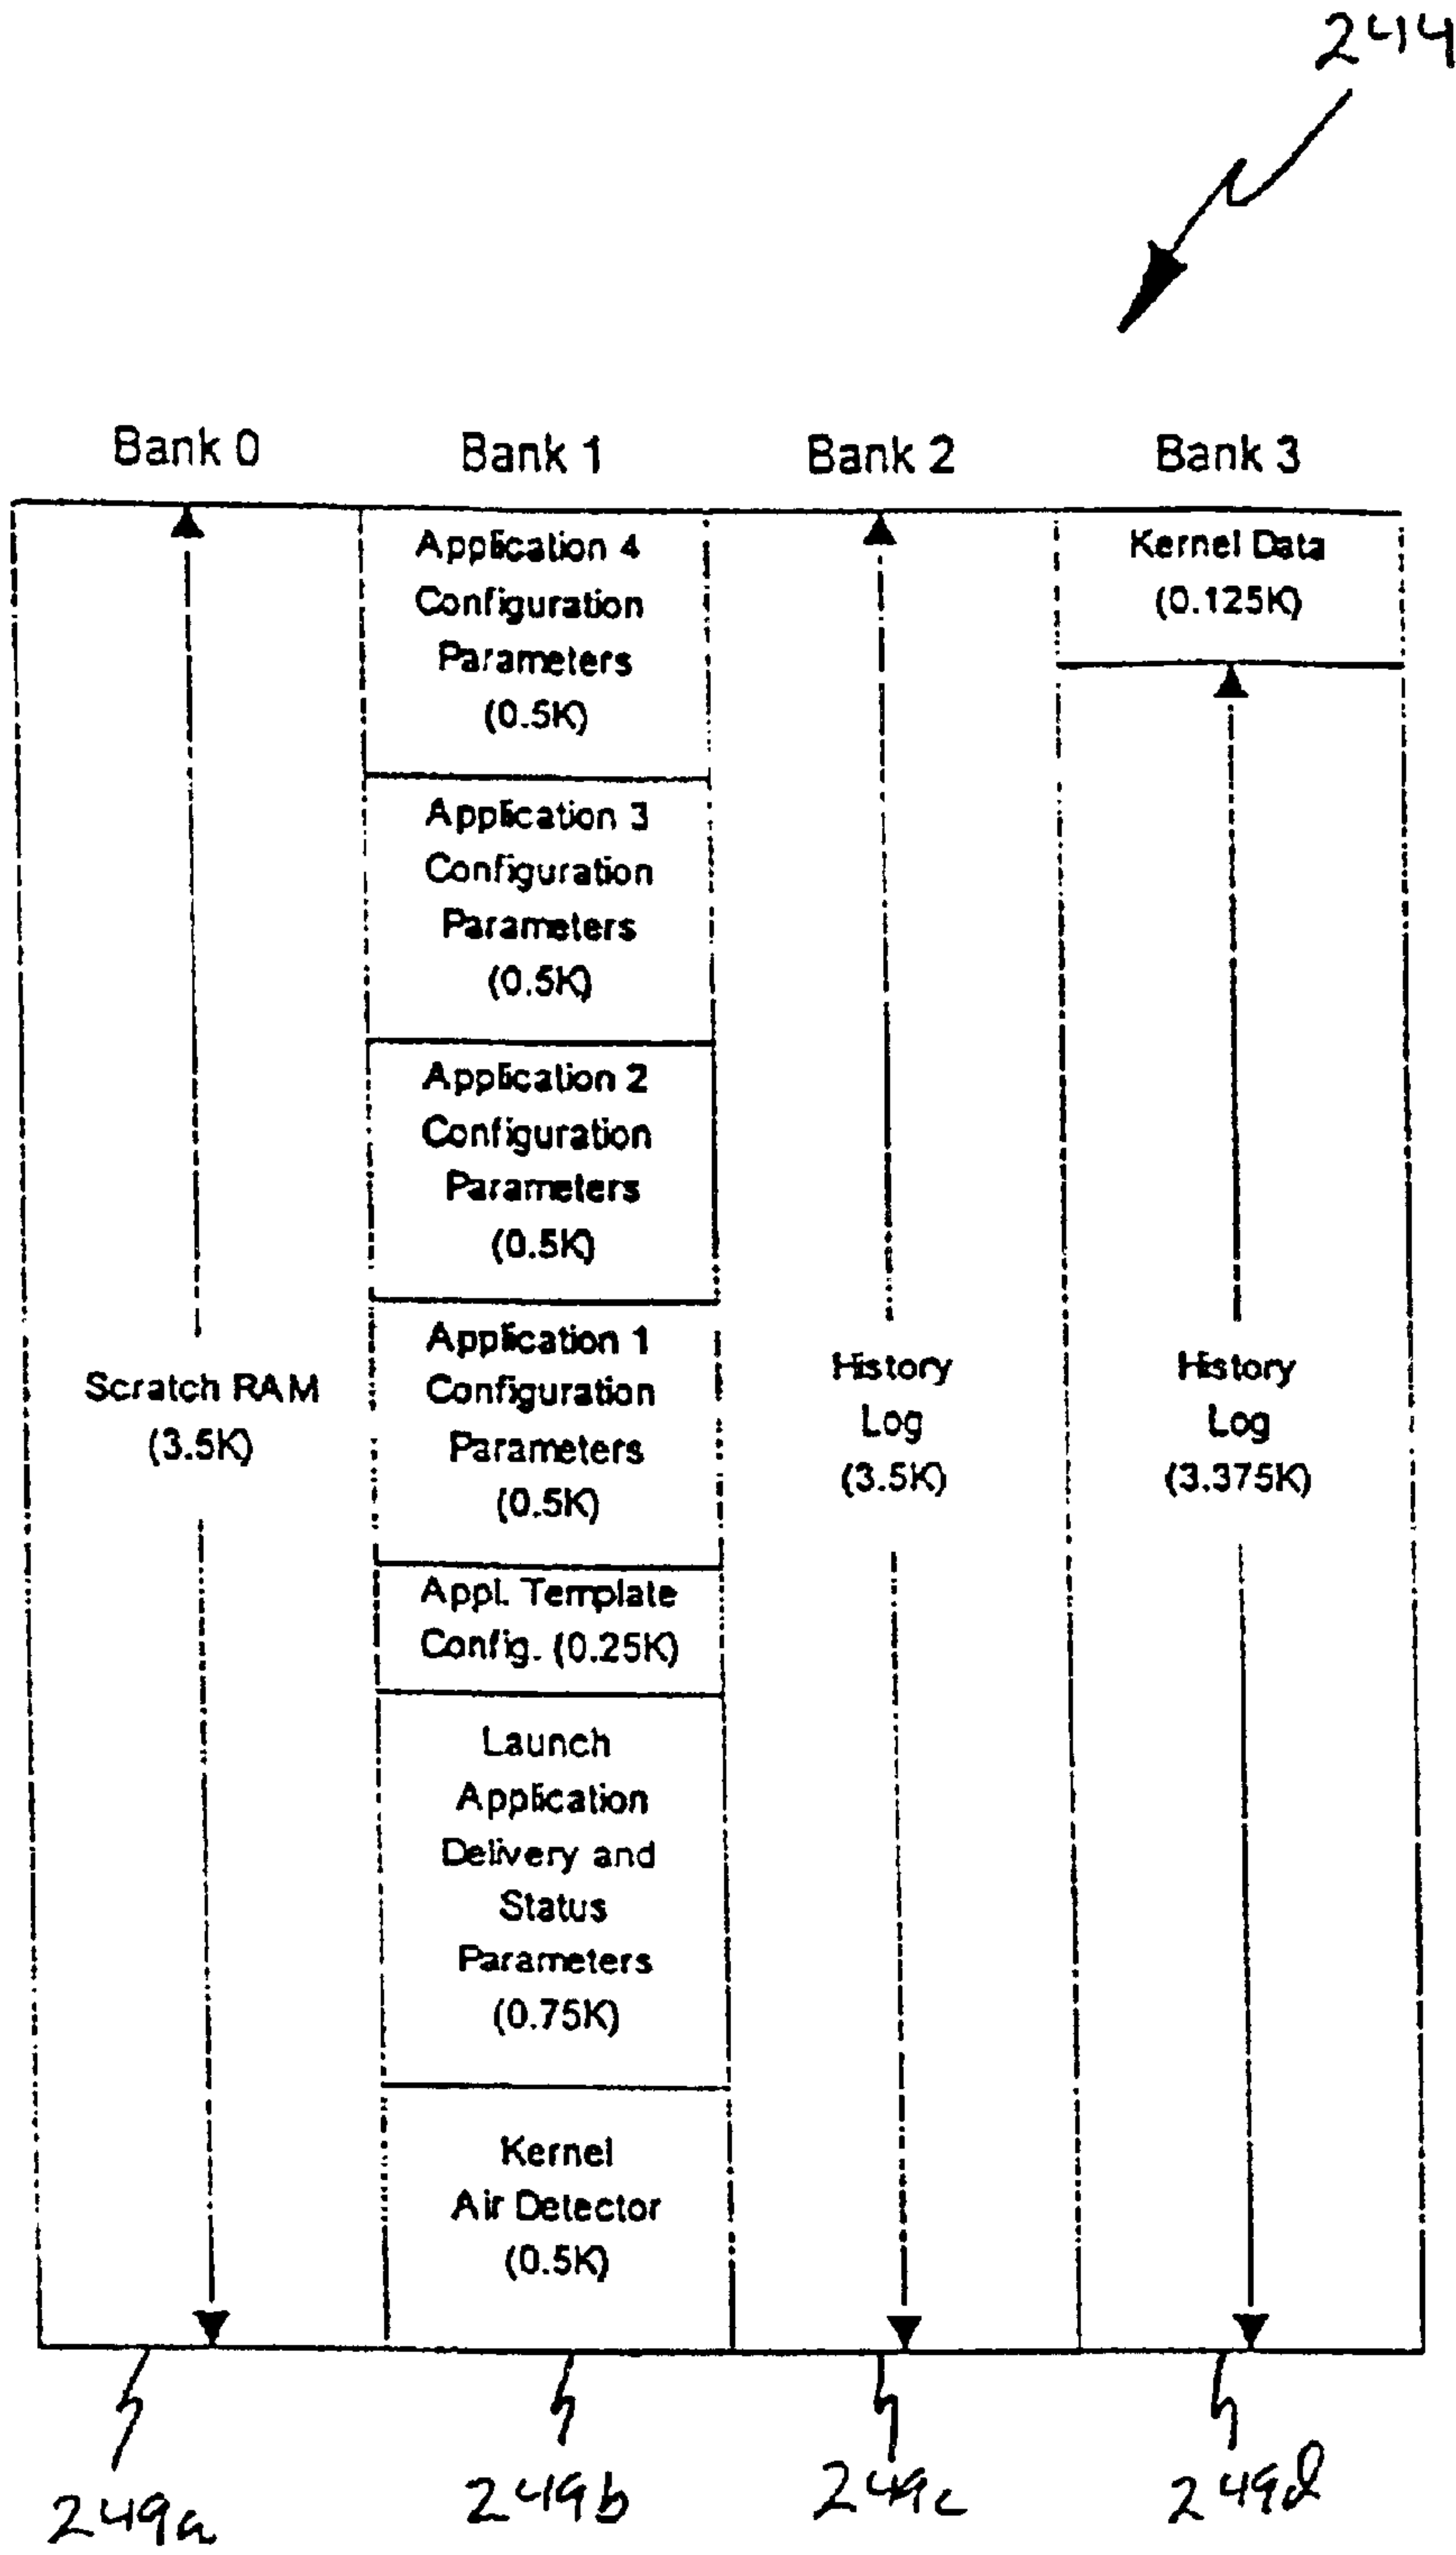 244
Bank 0
Bank 1
Bank 2
Bank 3
Scratch RAM
(3.5K)
Application 4
Configuration
Parameters
(0.5K)
Application 3
Configuration
Parameters
(0.5K)
Application 2
Configuration
Parameters
(0.5K)
Application 1
Configuration
Parameters
(0.5K)
Appl. Template
Config. (0.25K)
Launch
Application
Delivery and
Status
Parameters
(0.75K)
Kernel
Air Detector
(0.5K)
History
Log
(3.5K)
Kernel Data
(0.125K)
History
Log
(3.375K)
249a
249b
249c
249d